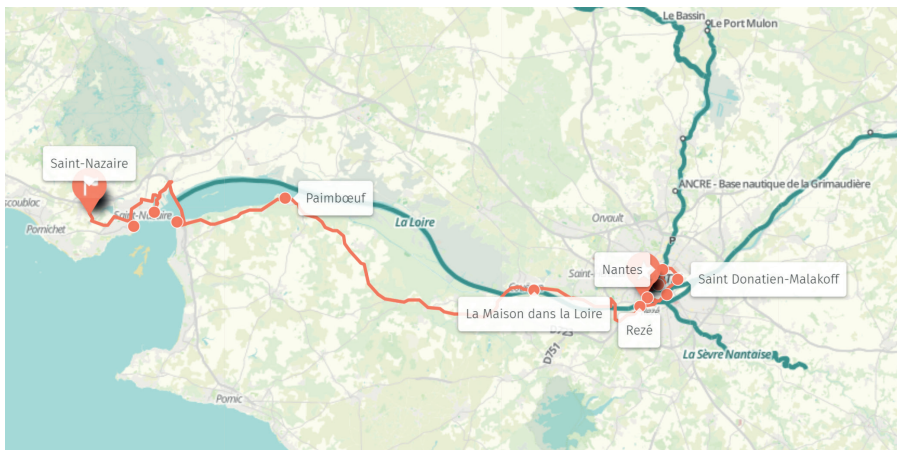 Le Bassin
Le Port Mulon
Saint-Nazaire
ANCRE - Base nautique de la Grimaudière
Paimbœuf
Saint-Nazaire
La Loire
Orvault
Pornichet
Nantes
Saint Donatien-Malakoff
La Maison dans la Loire
Rezé
La Sèvre Nantaise
D751
Pornic